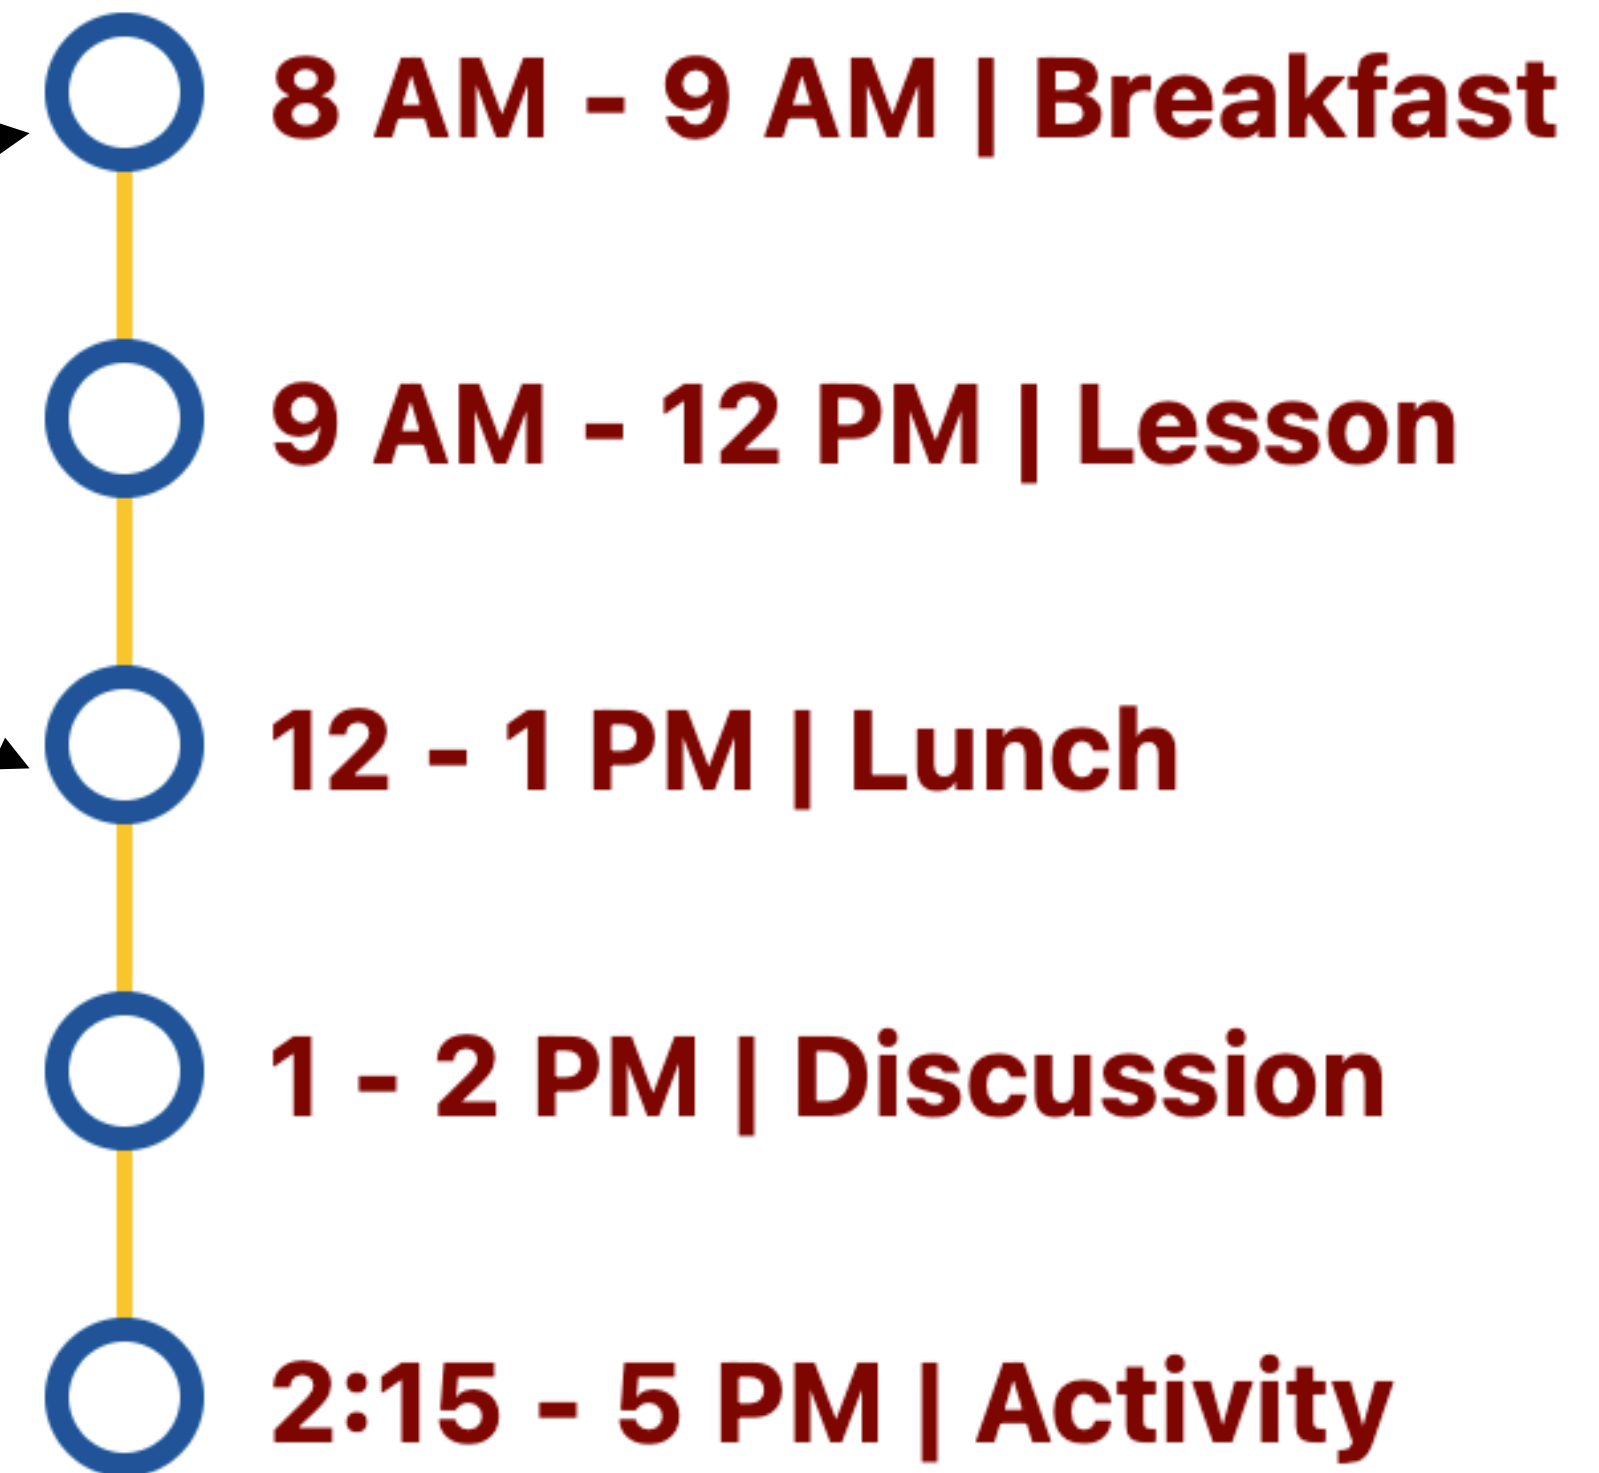 8 AM - 9 AM | Breakfast
9 AM - 12 PM | Lesson
12 - 1 PM | Lunch
1 - 2 PM | Discussion
2:15 - 5 PM | Activity